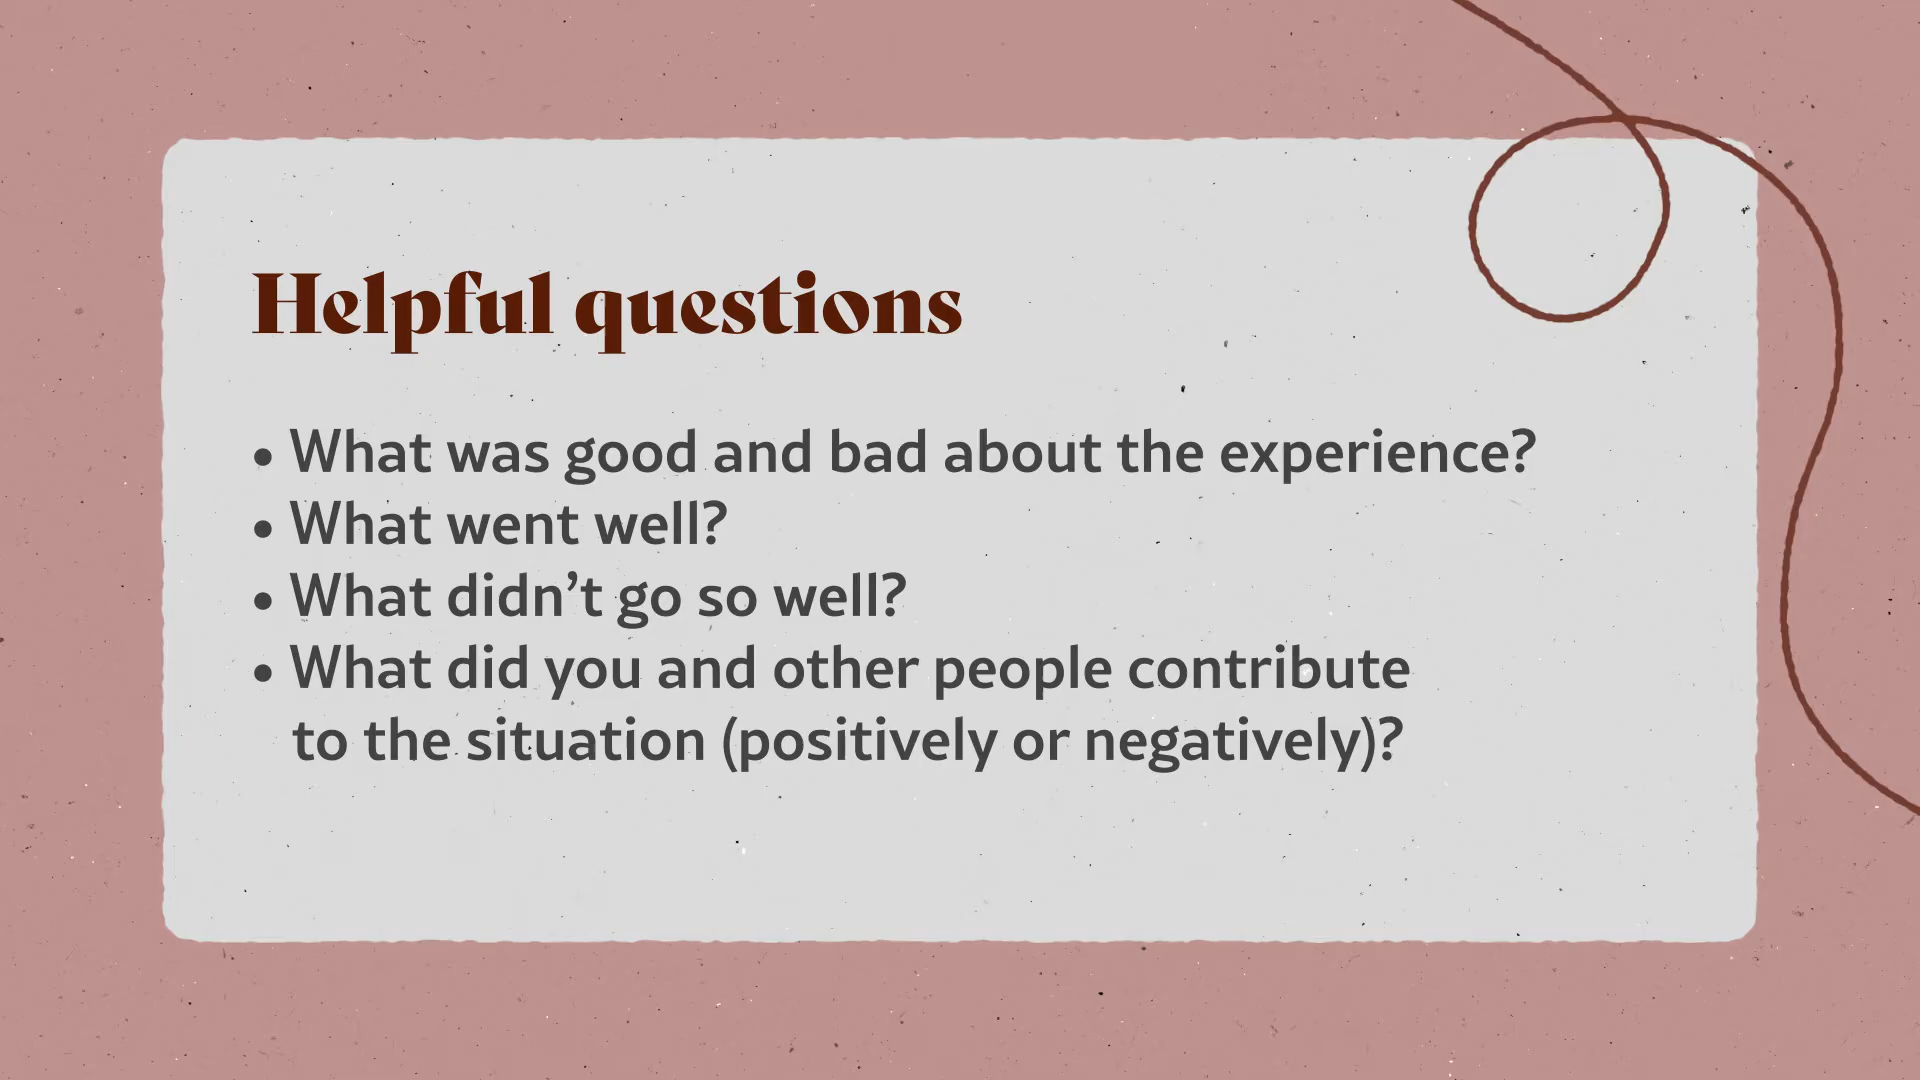 Helpful questions
• What was good and bad about the experience?
• What went well?
• What didn’t go so well?
• What did you and other people contribute
to the situation (positively or negatively)?